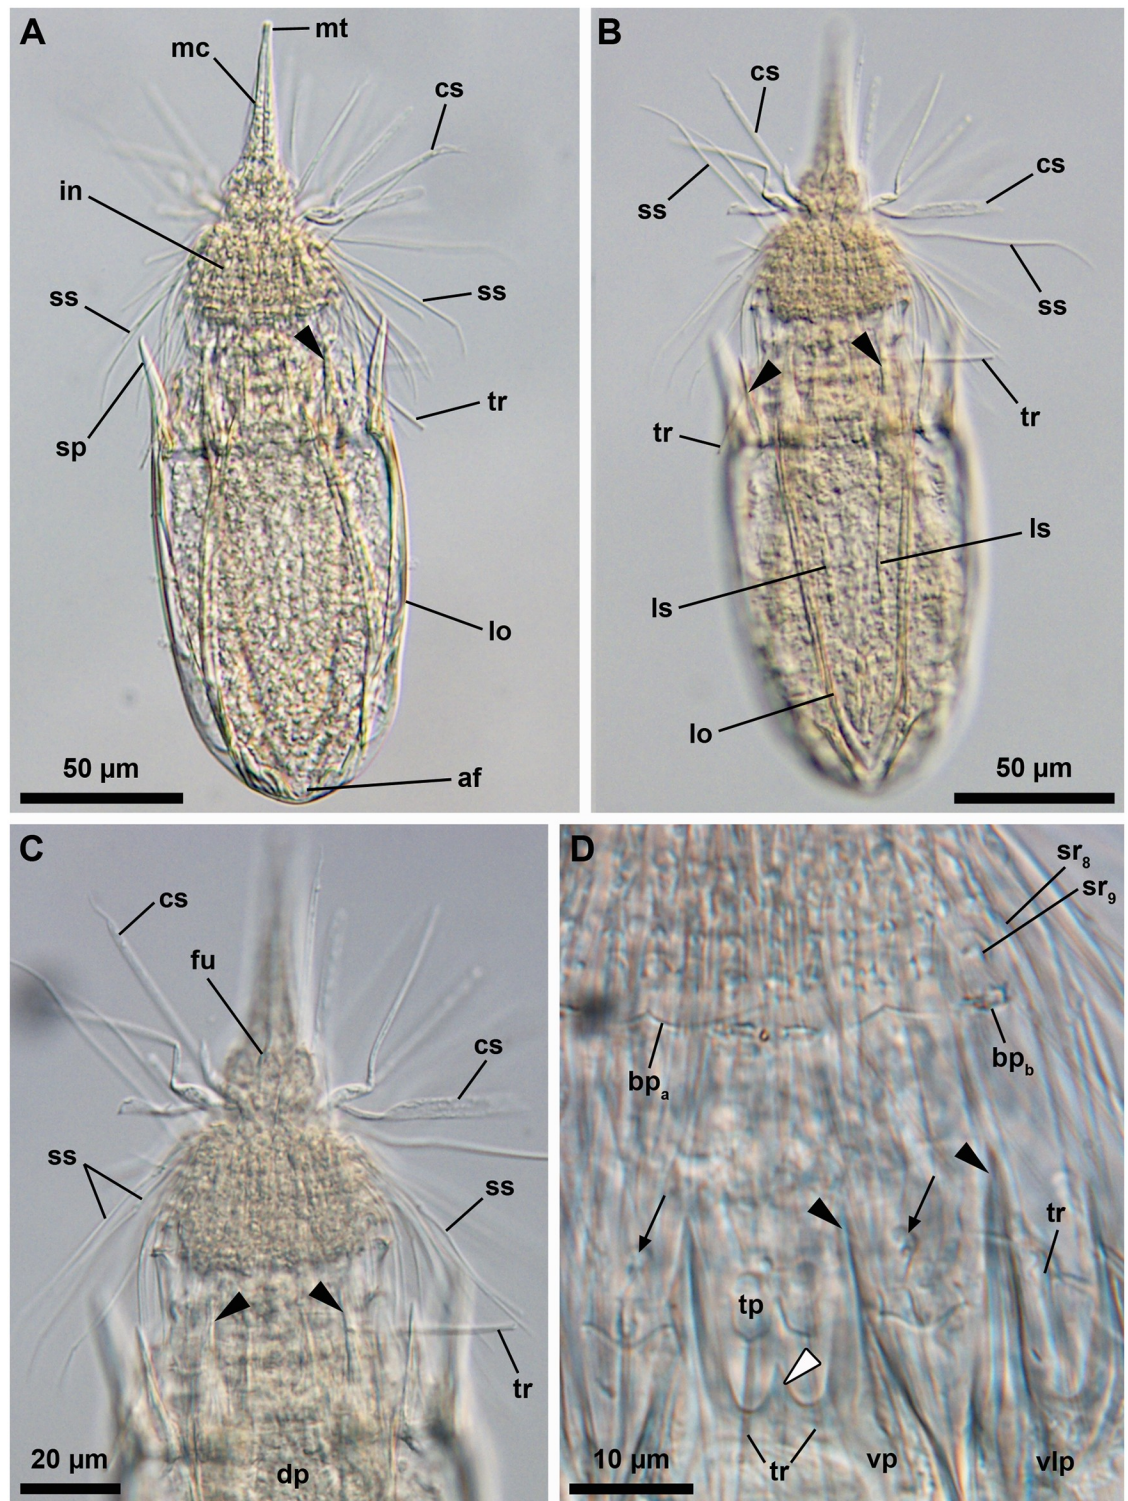 A
mt
mc
cs
in
ss
ss
sp
tr
lo
af
50 µm
B
cs
cs
ss
ss
tr
tr
ls
ls
lo
50 µm
C
cs
fu
cs
ss
ss
tr
dp
20 µm
D
sr8
sr9
bpa
bpb
tr
tp
tr
vp
vlp
10 µm